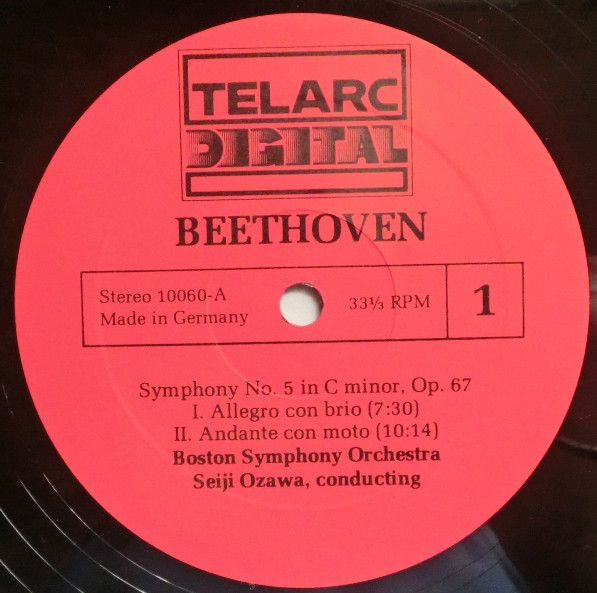 TELARC
DIGITAL
BEETHOVEN
Stereo 10060-A
Made in Germany
33⅓ RPM
1
Symphony No. 5 in C minor, Op. 67
I. Allegro con brio (7:30)
II. Andante con moto (10:14)
Boston Symphony Orchestra
Seiji Ozawa, conducting